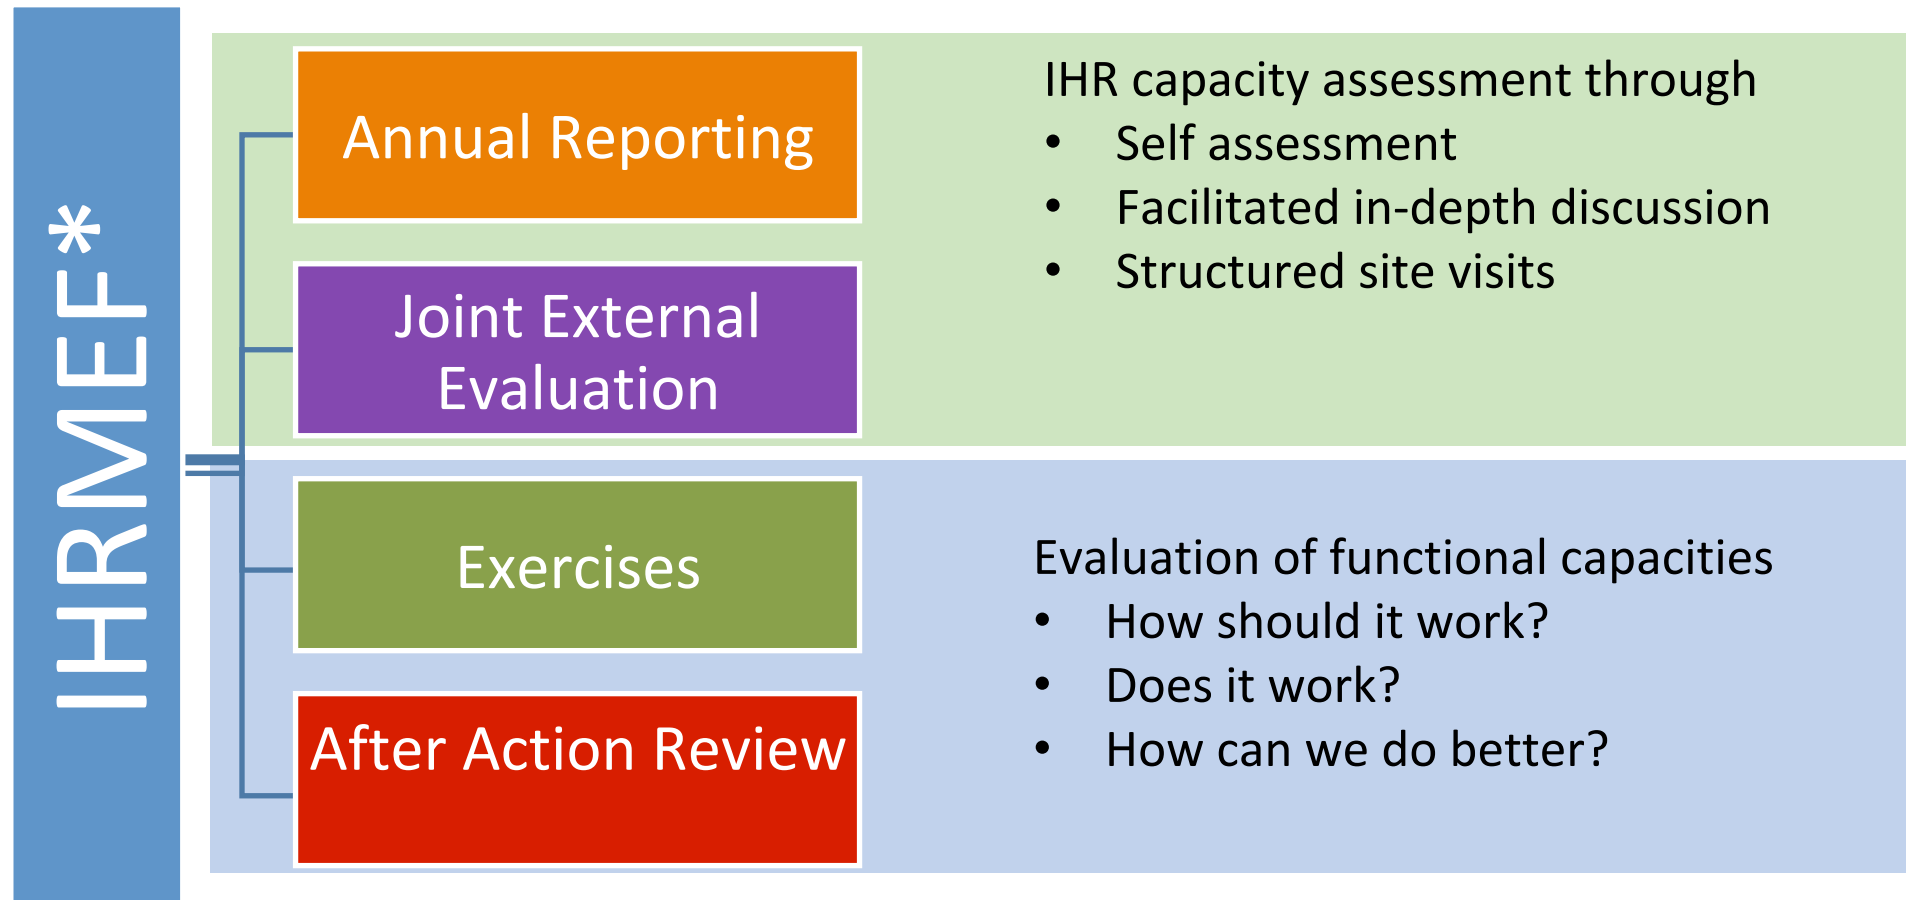 IHRMEF*
Annual Reporting
Joint External
Evaluation
Exercises
After Action Review
IHR capacity assessment through
• Self assessment
• Facilitated in-depth discussion
• Structured site visits
Evaluation of functional capacities
• How should it work?
• Does it work?
• How can we do better?